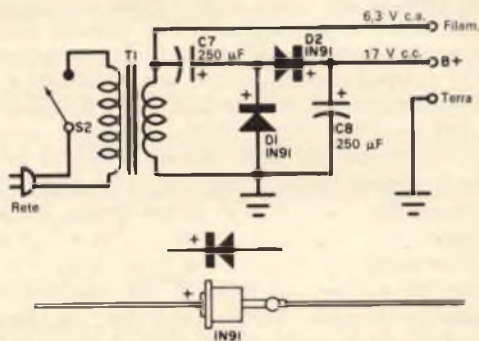 6,3 V c.a.
Filam.
T1
C7
250 µF
+
D2
IN91
17 V c.c.
B+
+
+
+
C8
250 µF
Terra
S2
D1
IN91
Rete
+
+
IN91